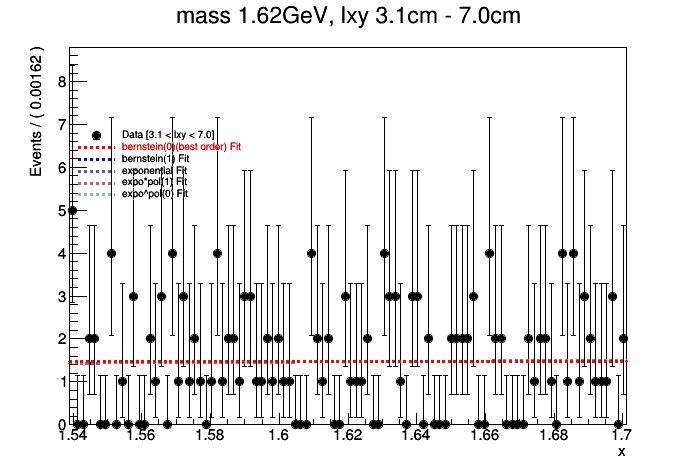 mass 1.62GeV, lxy 3.1cm - 7.0cm
Events / ( 0.00162 )
8
7
6
5
4
3
2
1
0
Data [3.1 < lxy < 7.0]
bernstein(0)(best order) Fit
bernstein(1) Fit
exponential Fit
expo*pol(1) Fit
expo^pol(0) Fit
1.54 1.56 1.58 1.6 1.62 1.64 1.66 1.68 1.7
x